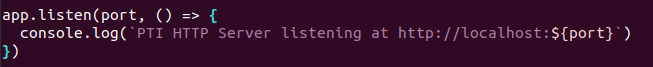 app.listen(port, () => {
  console.log(`PTI HTTP Server listening at http://localhost:${port}`)
})